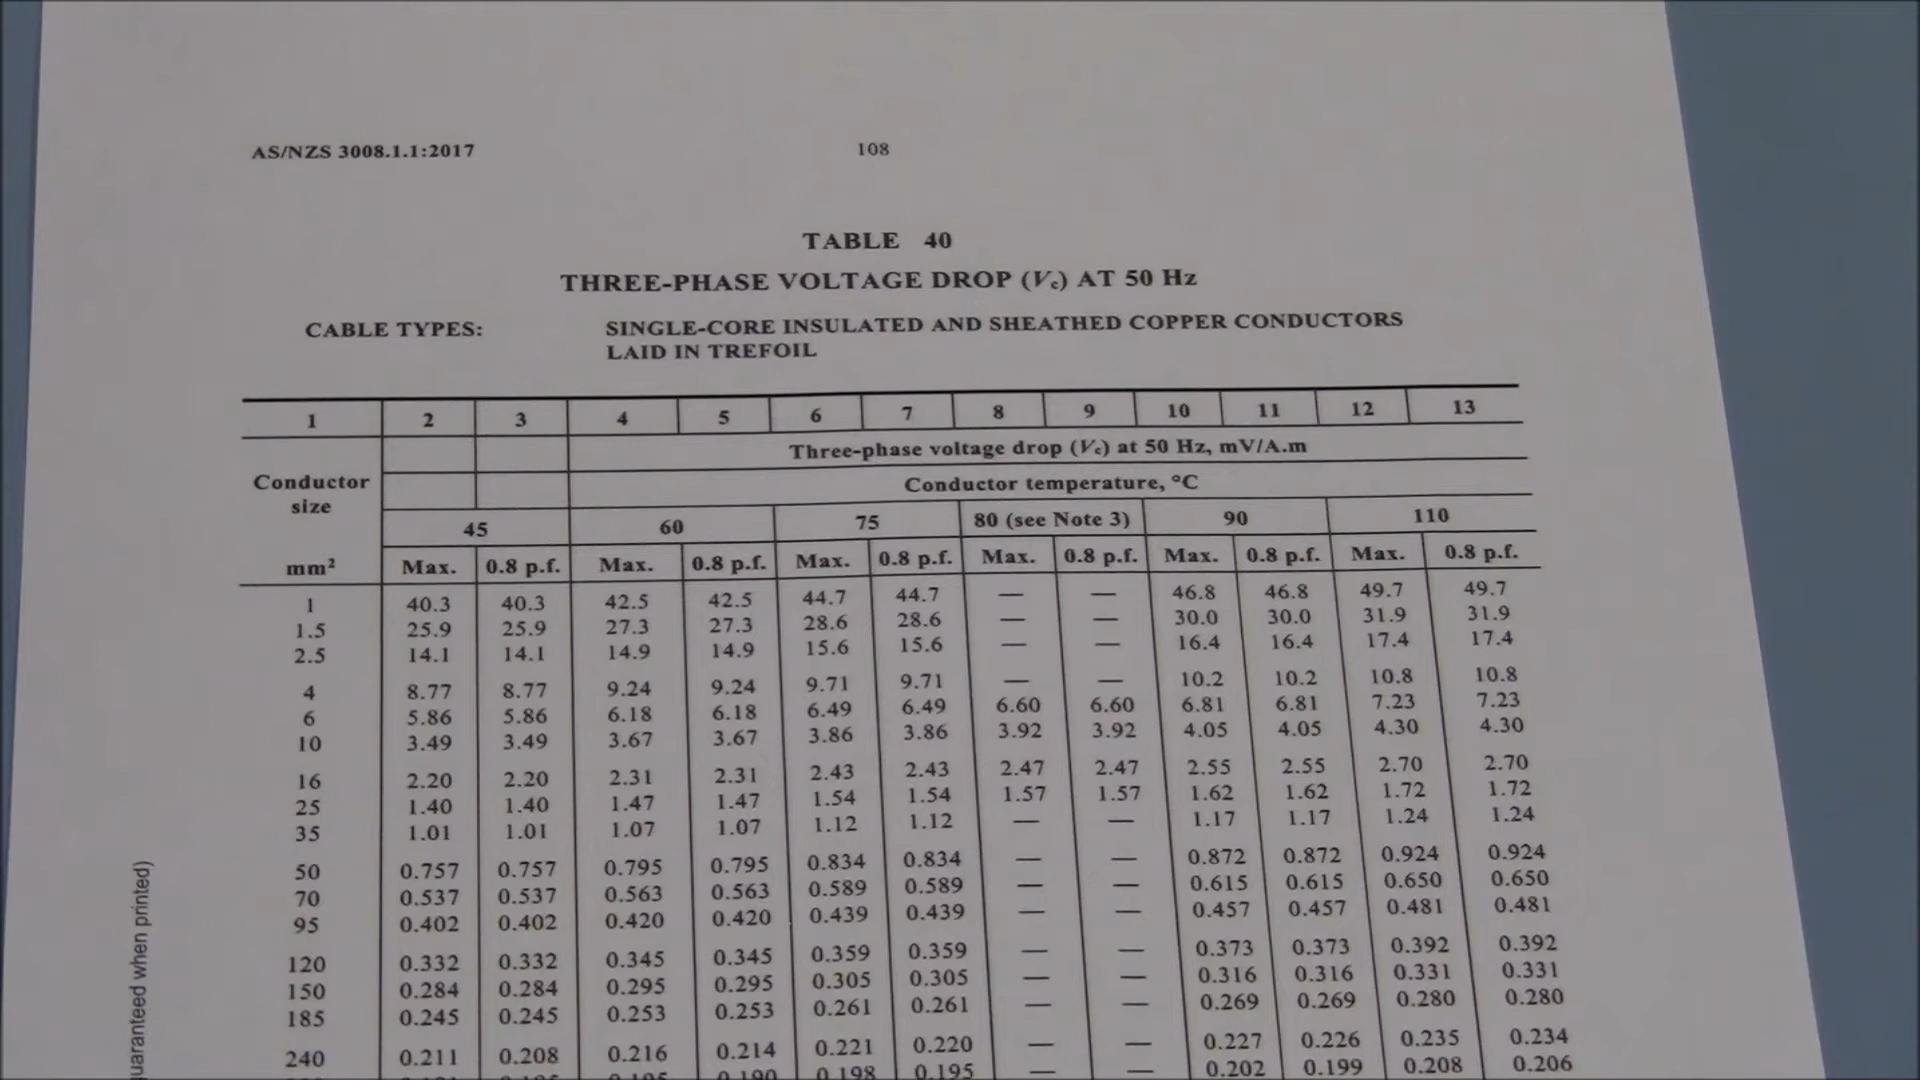 AS/NZS 3008.1.1:2017 108
TABLE 40
THREE-PHASE VOLTAGE DROP (Vc) AT 50 Hz
CABLE TYPES: SINGLE-CORE INSULATED AND SHEATHED COPPER CONDUCTORS
LAID IN TREFOIL
1 2 3 4 5 6 7 8 9 10 11 12 13
Three-phase voltage drop (Vc) at 50 Hz, mV/A.m
Conductor size
Conductor temperature, °C
45 60 75 80 (see Note 3) 90 110
mm² Max. 0.8 p.f. Max. 0.8 p.f. Max. 0.8 p.f. Max. 0.8 p.f. Max. 0.8 p.f. Max. 0.8 p.f.
1 40.3 40.3 42.5 42.5 44.7 44.7 — — 46.8 46.8 49.7 49.7
1.5 25.9 25.9 27.3 27.3 28.6 28.6 — — 30.0 30.0 31.9 31.9
2.5 14.1 14.1 14.9 14.9 15.6 15.6 — — 16.4 16.4 17.4 17.4
4 8.77 8.77 9.24 9.24 9.71 9.71 — — 10.2 10.2 10.8 10.8
6 5.86 5.86 6.18 6.18 6.49 6.49 6.60 6.60 6.81 6.81 7.23 7.23
10 3.49 3.49 3.67 3.67 3.86 3.86 3.92 3.92 4.05 4.05 4.30 4.30
16 2.20 2.20 2.31 2.31 2.43 2.43 2.47 2.47 2.55 2.55 2.70 2.70
25 1.40 1.40 1.47 1.47 1.54 1.54 1.57 1.57 1.62 1.62 1.72 1.72
35 1.01 1.01 1.07 1.07 1.12 1.12 — — 1.17 1.17 1.24 1.24
50 0.757 0.757 0.795 0.795 0.834 0.834 — — 0.872 0.872 0.924 0.924
70 0.537 0.537 0.563 0.563 0.589 0.589 — — 0.615 0.615 0.650 0.650
95 0.402 0.402 0.420 0.420 0.439 0.439 — — 0.457 0.457 0.481 0.481
120 0.332 0.332 0.345 0.345 0.359 0.359 — — 0.373 0.373 0.392 0.392
150 0.284 0.284 0.295 0.295 0.305 0.305 — — 0.316 0.316 0.331 0.331
185 0.245 0.245 0.253 0.253 0.261 0.261 — — 0.269 0.269 0.280 0.280
240 0.211 0.208 0.216 0.214 0.221 0.220 — — 0.227 0.226 0.235 0.234
0.190 0.198 0.195 — — 0.202 0.199 0.208 0.206
guaranteed when printed)